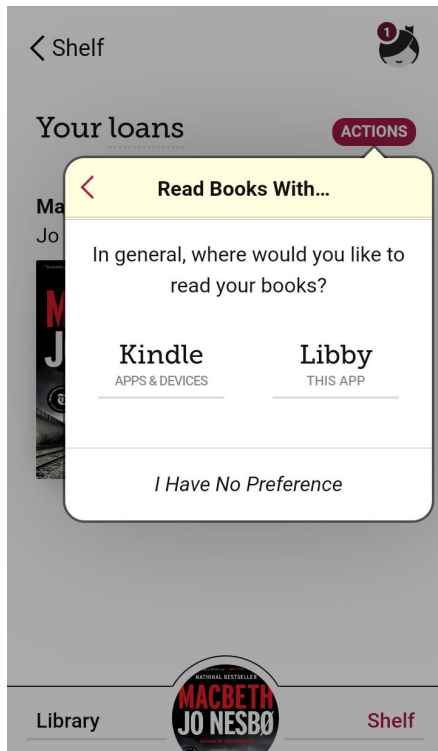 Shelf
1
Your loans
ACTIONS
Read Books With...
Ma
Jo
In general, where would you like to
read your books?
Kindle
Libby
APPS & DEVICES
THIS APP
I Have No Preference
NATIONAL BESTSELLER
MACBETH
JO NESBØ
Library
Shelf